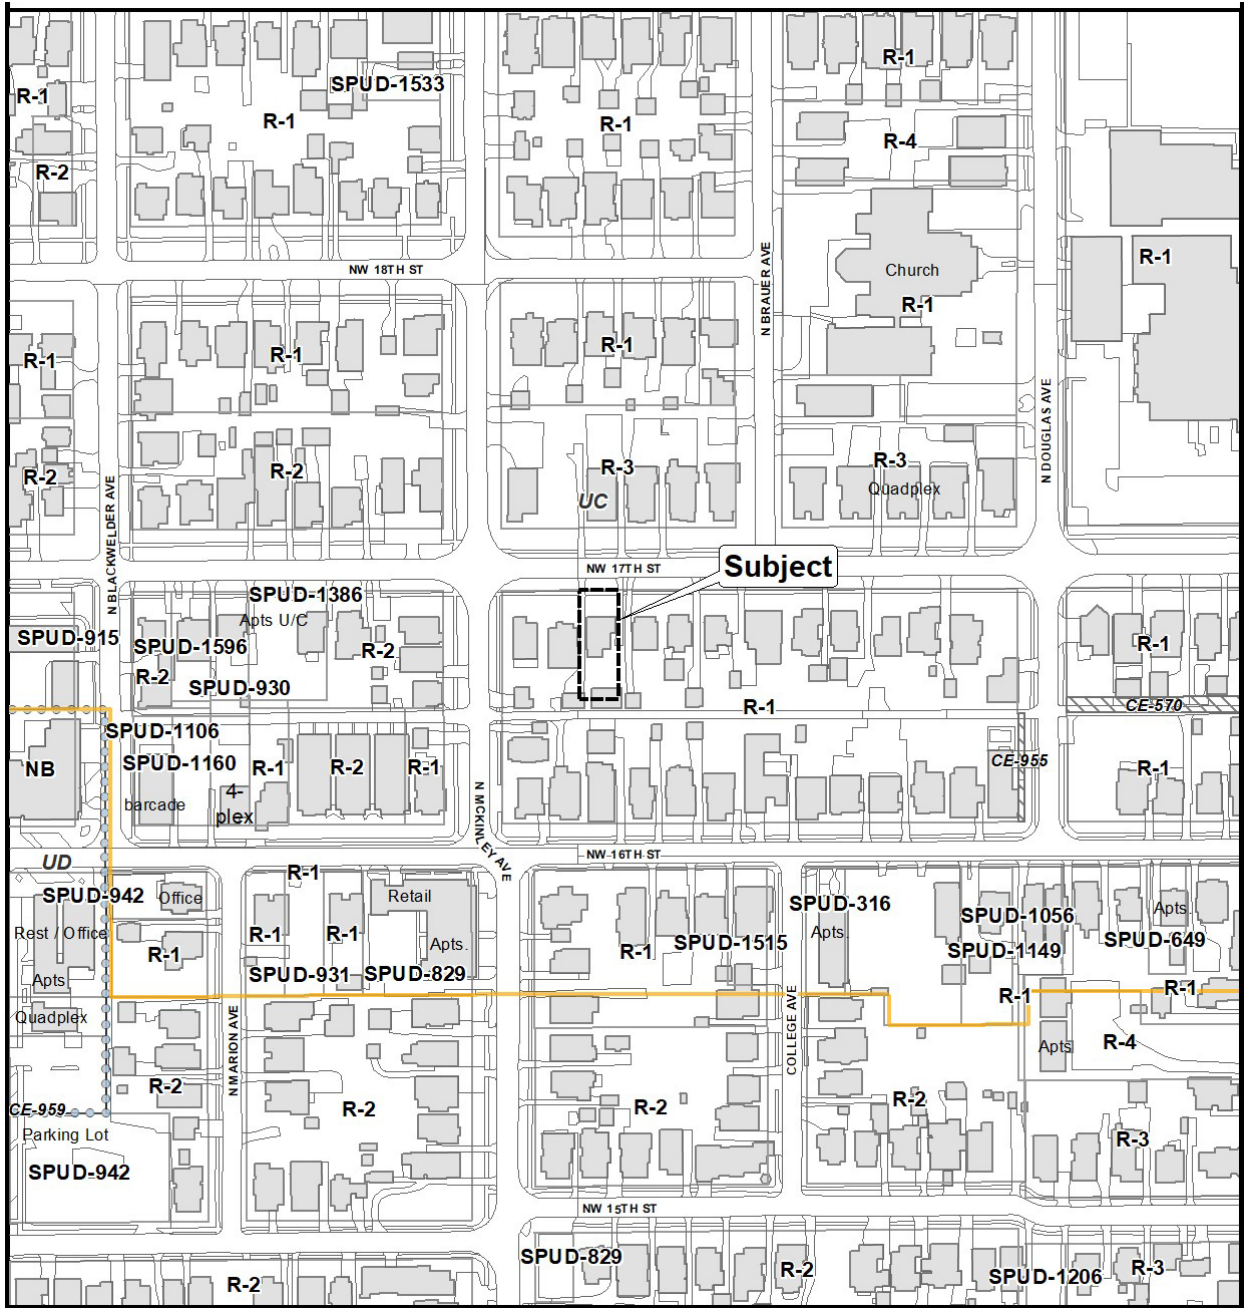 R-1
SPUD-1533
R-1
R-1
R-1
R-4
R-2
NW 18TH ST
N BRAUER AVE
Church
R-1
R-1
R-1
R-1
R-1
N DOUGLAS AVE
R-2
R-2
R-3
R-3
Quadplex
UC
N BLACKWELDER AVE
NW 17TH ST
Subject
SPUD-1386
Apts U/C
SPUD-915
SPUD-1596
R-2
R-1
R-2
SPUD-930
R-1
CE-570
SPUD-1106
SPUD-1160
NB
R-1
R-2
R-1
CE-955
R-1
barcade
4-
plex
N MCKINLEY AVE
NW 16TH ST
UD
R-1
SPUD-942
Office
Retail
SPUD-316
SPUD-1056
Apts.
Rest / Office
R-1
R-1
Apts.
R-1
SPUD-1515
Apts.
SPUD-1149
SPUD-649
R-1
Apts.
SPUD-931
SPUD-829
R-1
R-1
Quadplex
N MARION AVE
COLLEGE AVE
Apts
R-4
R-2
R-2
R-2
R-2
CE-959
Parking Lot
R-3
SPUD-942
NW 15TH ST
SPUD-829
R-2
SPUD-1206
R-3
R-2